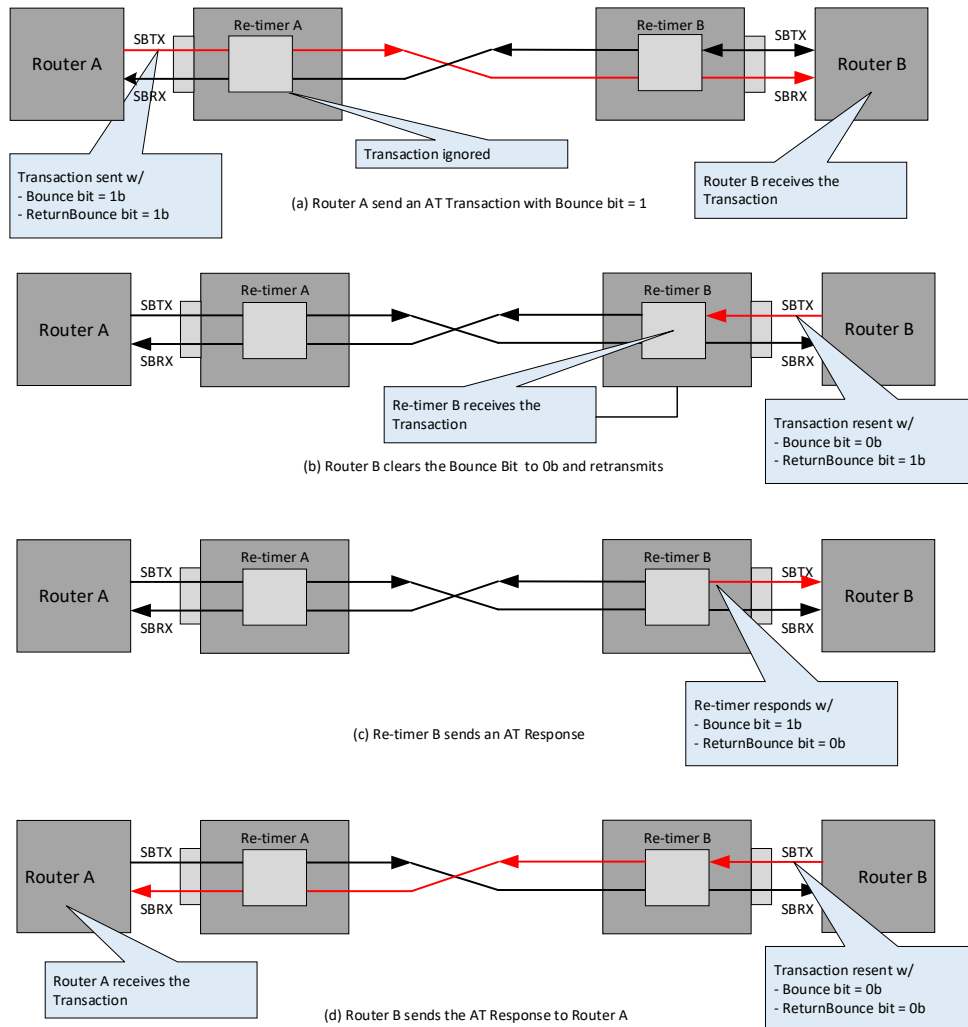 Re-timer A
Re-timer B
SBTX
SBTX
Router A
Router B
SBRX
SBRX
Transaction ignored
Transaction sent w/
- Bounce bit = 1b
- ReturnBounce bit = 1b
Router B receives the
Transaction
(a) Router A send an AT Transaction with Bounce bit = 1
Re-timer A
Re-timer B
SBTX
SBTX
Router A
Router B
SBRX
SBRX
Re-timer B receives the
Transaction
Transaction resent w/
- Bounce bit = 0b
- ReturnBounce bit = 1b
(b) Router B clears the Bounce Bit to 0b and retransmits
Re-timer A
Re-timer B
SBTX
SBTX
Router A
Router B
SBRX
SBRX
Re-timer responds w/
- Bounce bit = 1b
- ReturnBounce bit = 0b
(c) Re-timer B sends an AT Response
Re-timer A
Re-timer B
SBTX
SBTX
Router A
Router B
SBRX
SBRX
Router A receives the
Transaction
Transaction resent w/
- Bounce bit = 0b
- ReturnBounce bit = 0b
(d) Router B sends the AT Response to Router A